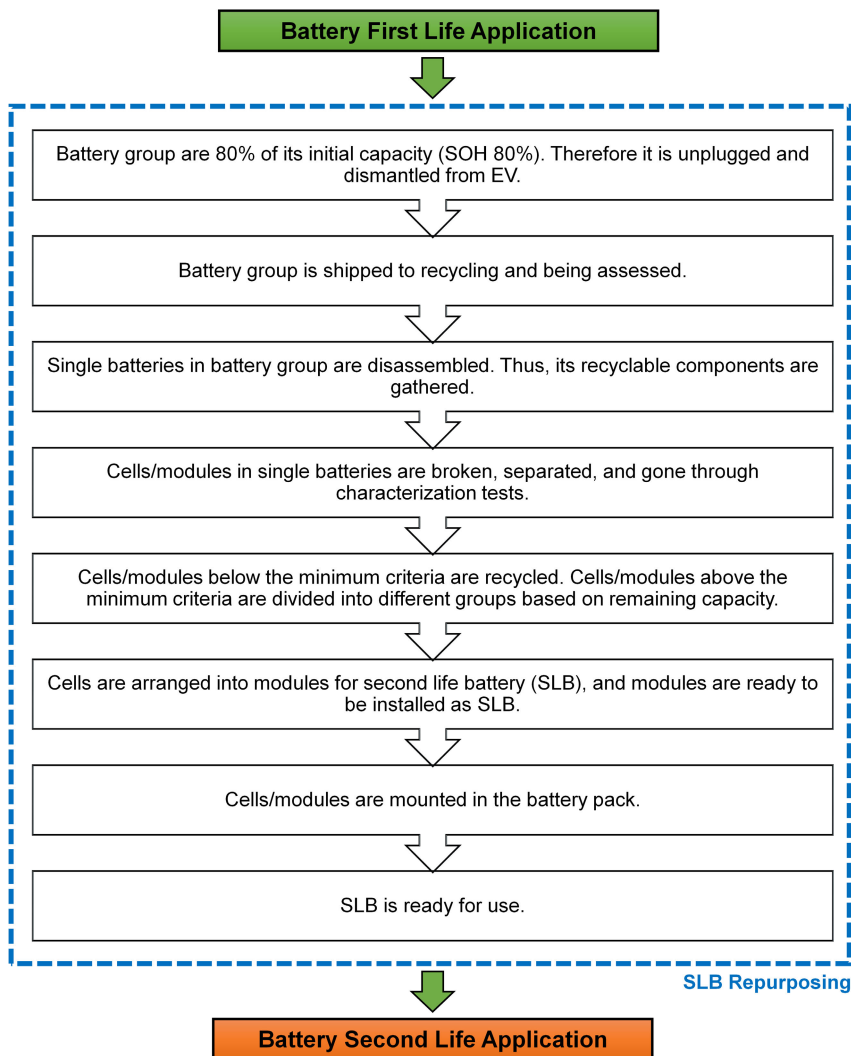 Battery First Life Application
Battery group are 80% of its initial capacity (SOH 80%). Therefore it is unplugged and
dismantled from EV.
Battery group is shipped to recycling and being assessed.
Single batteries in battery group are disassembled. Thus, its recyclable components are
gathered.
Cells/modules in single batteries are broken, separated, and gone through
characterization tests.
Cells/modules below the minimum criteria are recycled. Cells/modules above the
minimum criteria are divided into different groups based on remaining capacity.
Cells are arranged into modules for second life battery (SLB), and modules are ready to
be installed as SLB.
Cells/modules are mounted in the battery pack.
SLB is ready for use.
SLB Repurposing
Battery Second Life Application